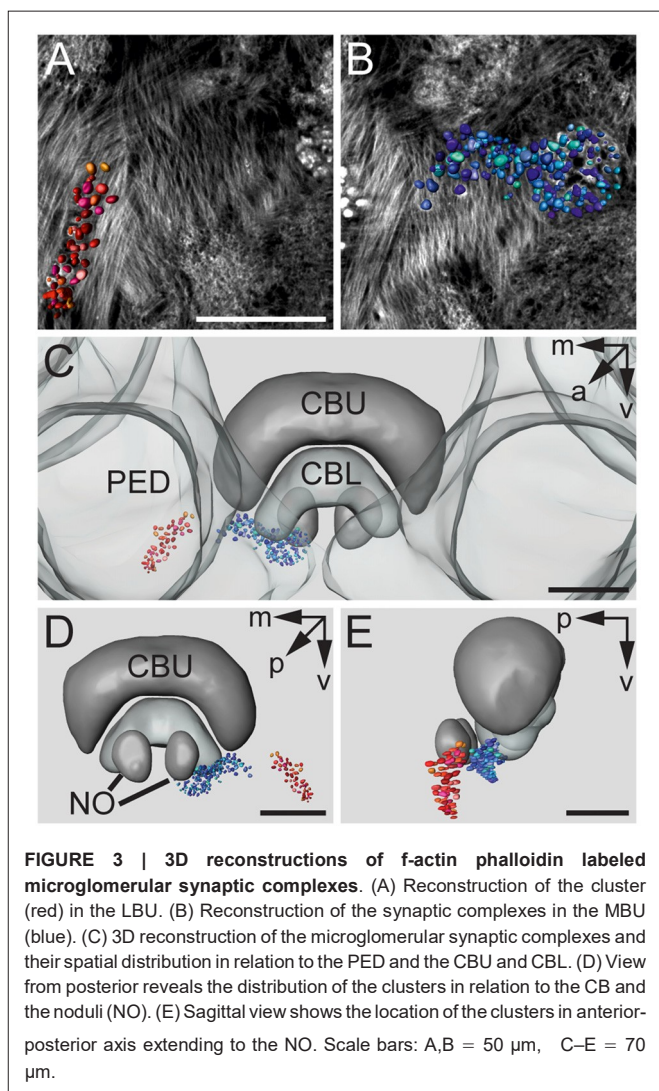 A
B
C
m
a
v
CBU
CBL
PED
D
m
p
v
CBU
NO
E
p
v
FIGURE 3 | 3D reconstructions of f-actin phalloidin labeled
microglomerular synaptic complexes. (A) Reconstruction of the cluster
(red) in the LBU. (B) Reconstruction of the synaptic complexes in the MBU
(blue). (C) 3D reconstruction of the microglomerular synaptic complexes and
their spatial distribution in relation to the PED and the CBU and CBL. (D) View
from posterior reveals the distribution of the clusters in relation to the CB and
the noduli (NO). (E) Sagittal view shows the location of the clusters in anterior-
posterior axis extending to the NO. Scale bars: A,B = 50 μm, C–E = 70
μm.